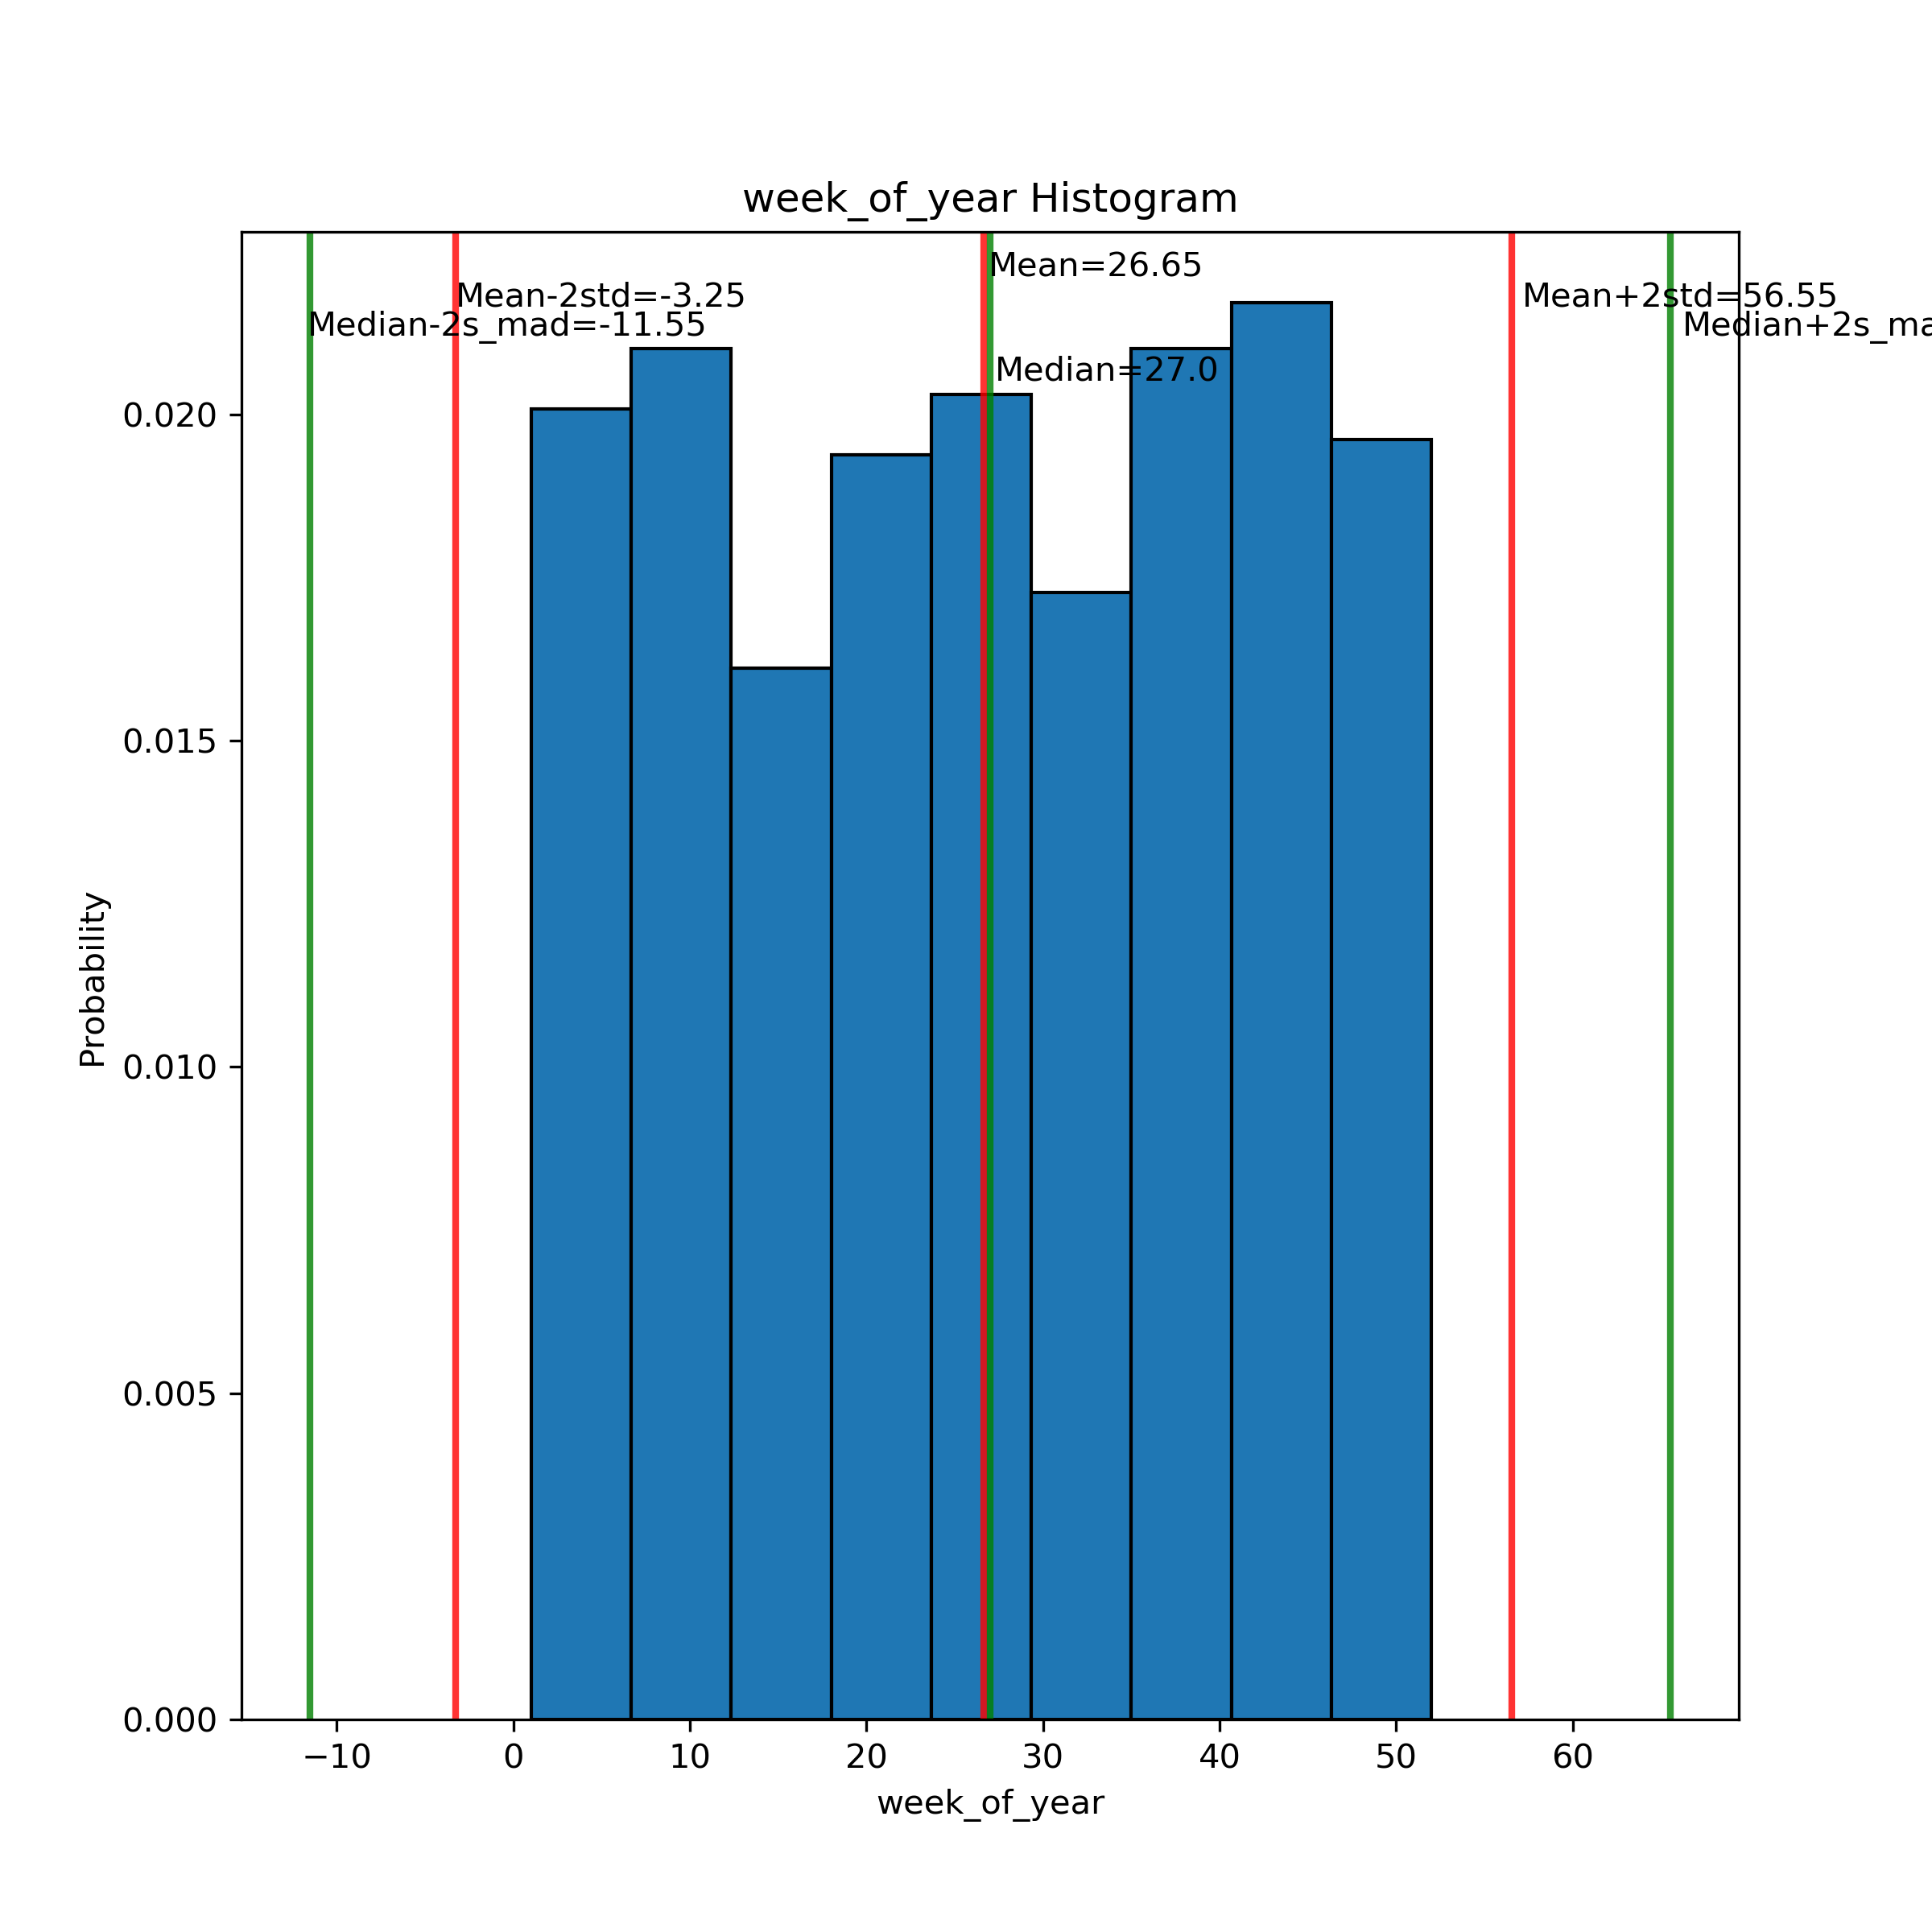 week_of_year Histogram
Mean=26.65
Mean-2std=-3.25
Mean+2std=56.55
Median-2s_mad=-11.55
Median+2s_ma
Median=27.0
0.020
0.015
0.010
0.005
0.000
Probability
−10 0 10 20 30 40 50 60
week_of_year